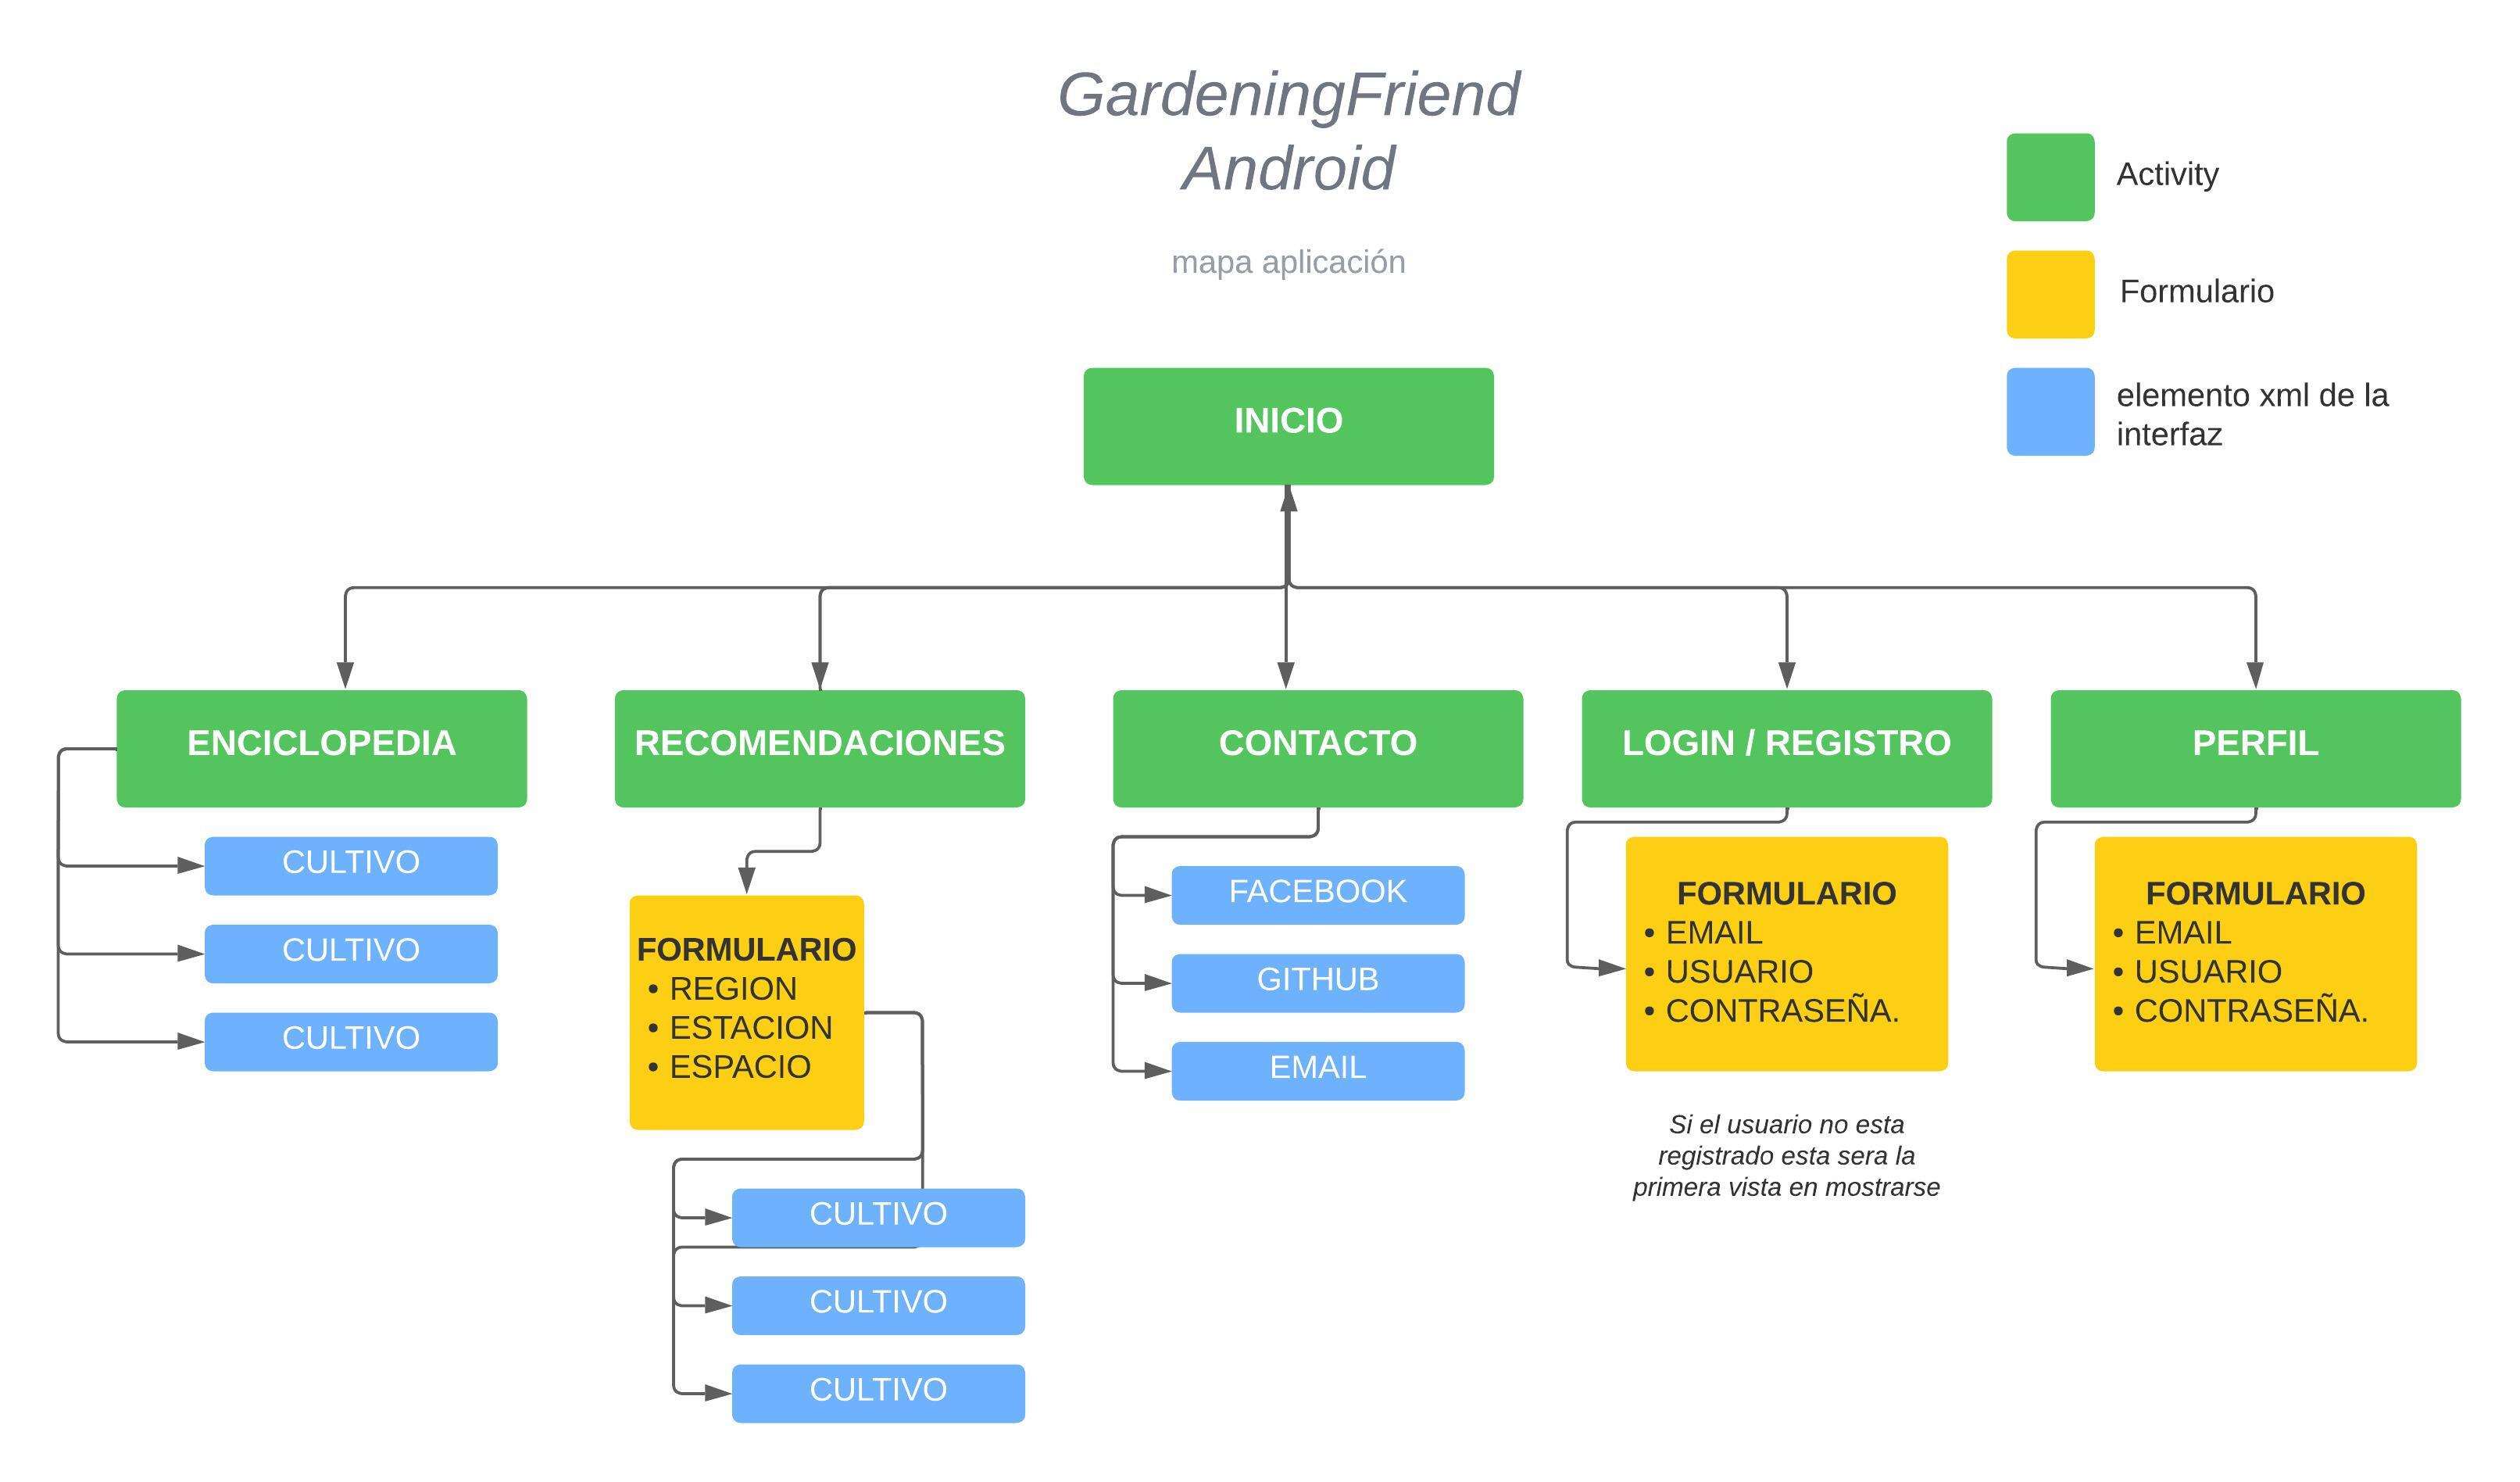 GardeningFriend
Android
mapa aplicación
Activity
Formulario
elemento xml de la
interfaz
INICIO
ENCICLOPEDIA
RECOMENDACIONES
CONTACTO
LOGIN / REGISTRO
PERFIL
CULTIVO
CULTIVO
CULTIVO
FORMULARIO
• REGION
• ESTACION
• ESPACIO
CULTIVO
CULTIVO
CULTIVO
FACEBOOK
GITHUB
EMAIL
FORMULARIO
• EMAIL
• USUARIO
• CONTRASEÑA.
Si el usuario no esta
registrado esta sera la
primera vista en mostrarse
FORMULARIO
• EMAIL
• USUARIO
• CONTRASEÑA.